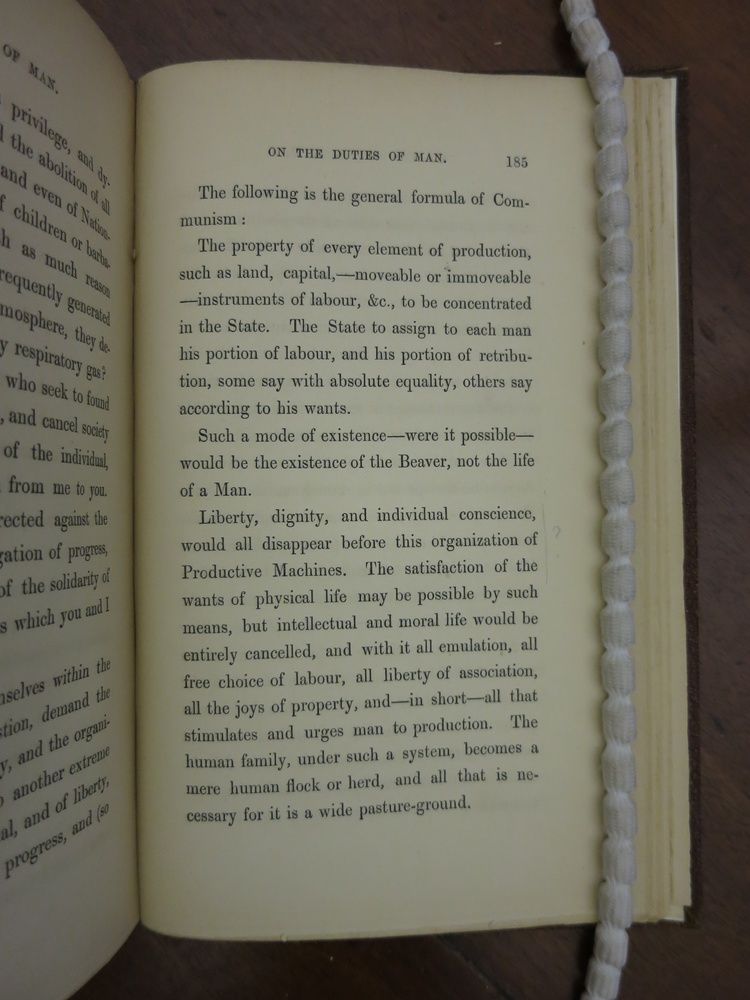 OF MAN.
privilege, and dy-
the abolition of all
and even of Nation-
children or barba-
as much reason
requently generated
mosphere, they de-
respiratory gas?
who seek to found
, and cancel society
of the individual,
from me to you.
rected against the
gation of progress,
of the solidarity of
s which you and I
nselves within the
stion, demand the
y, and the organi-
another extreme
al, and of liberty,
progress, and (so
ON THE DUTIES OF MAN. 185
The following is the general formula of Com-
munism :
The property of every element of production,
such as land, capital,—moveable or immoveable
—instruments of labour, &c., to be concentrated
in the State. The State to assign to each man
his portion of labour, and his portion of retribu-
tion, some say with absolute equality, others say
according to his wants.
Such a mode of existence—were it possible—
would be the existence of the Beaver, not the life
of a Man.
Liberty, dignity, and individual conscience,
would all disappear before this organization of
Productive Machines. The satisfaction of the
wants of physical life may be possible by such
means, but intellectual and moral life would be
entirely cancelled, and with it all emulation, all
free choice of labour, all liberty of association,
all the joys of property, and—in short—all that
stimulates and urges man to production. The
human family, under such a system, becomes a
mere human flock or herd, and all that is ne-
cessary for it is a wide pasture-ground.
?